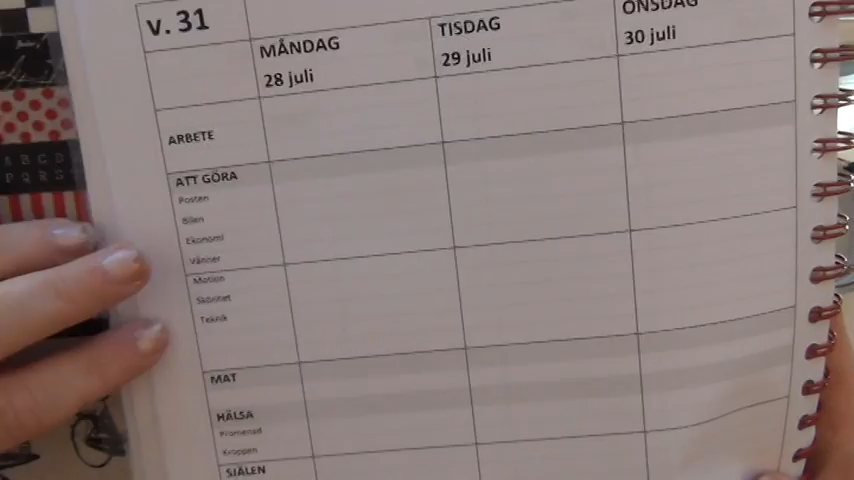 v. 31
MÅNDAG
28 juli
TISDAG
29 juli
ONSDAG
30 juli
ARBETE
ATT GÖRA
Posten
Bilen
Ekonomi
Vänner
Motion
Skönhet
Teknik
MAT
HÄLSA
Promenad
Kroppen
SJÄLEN